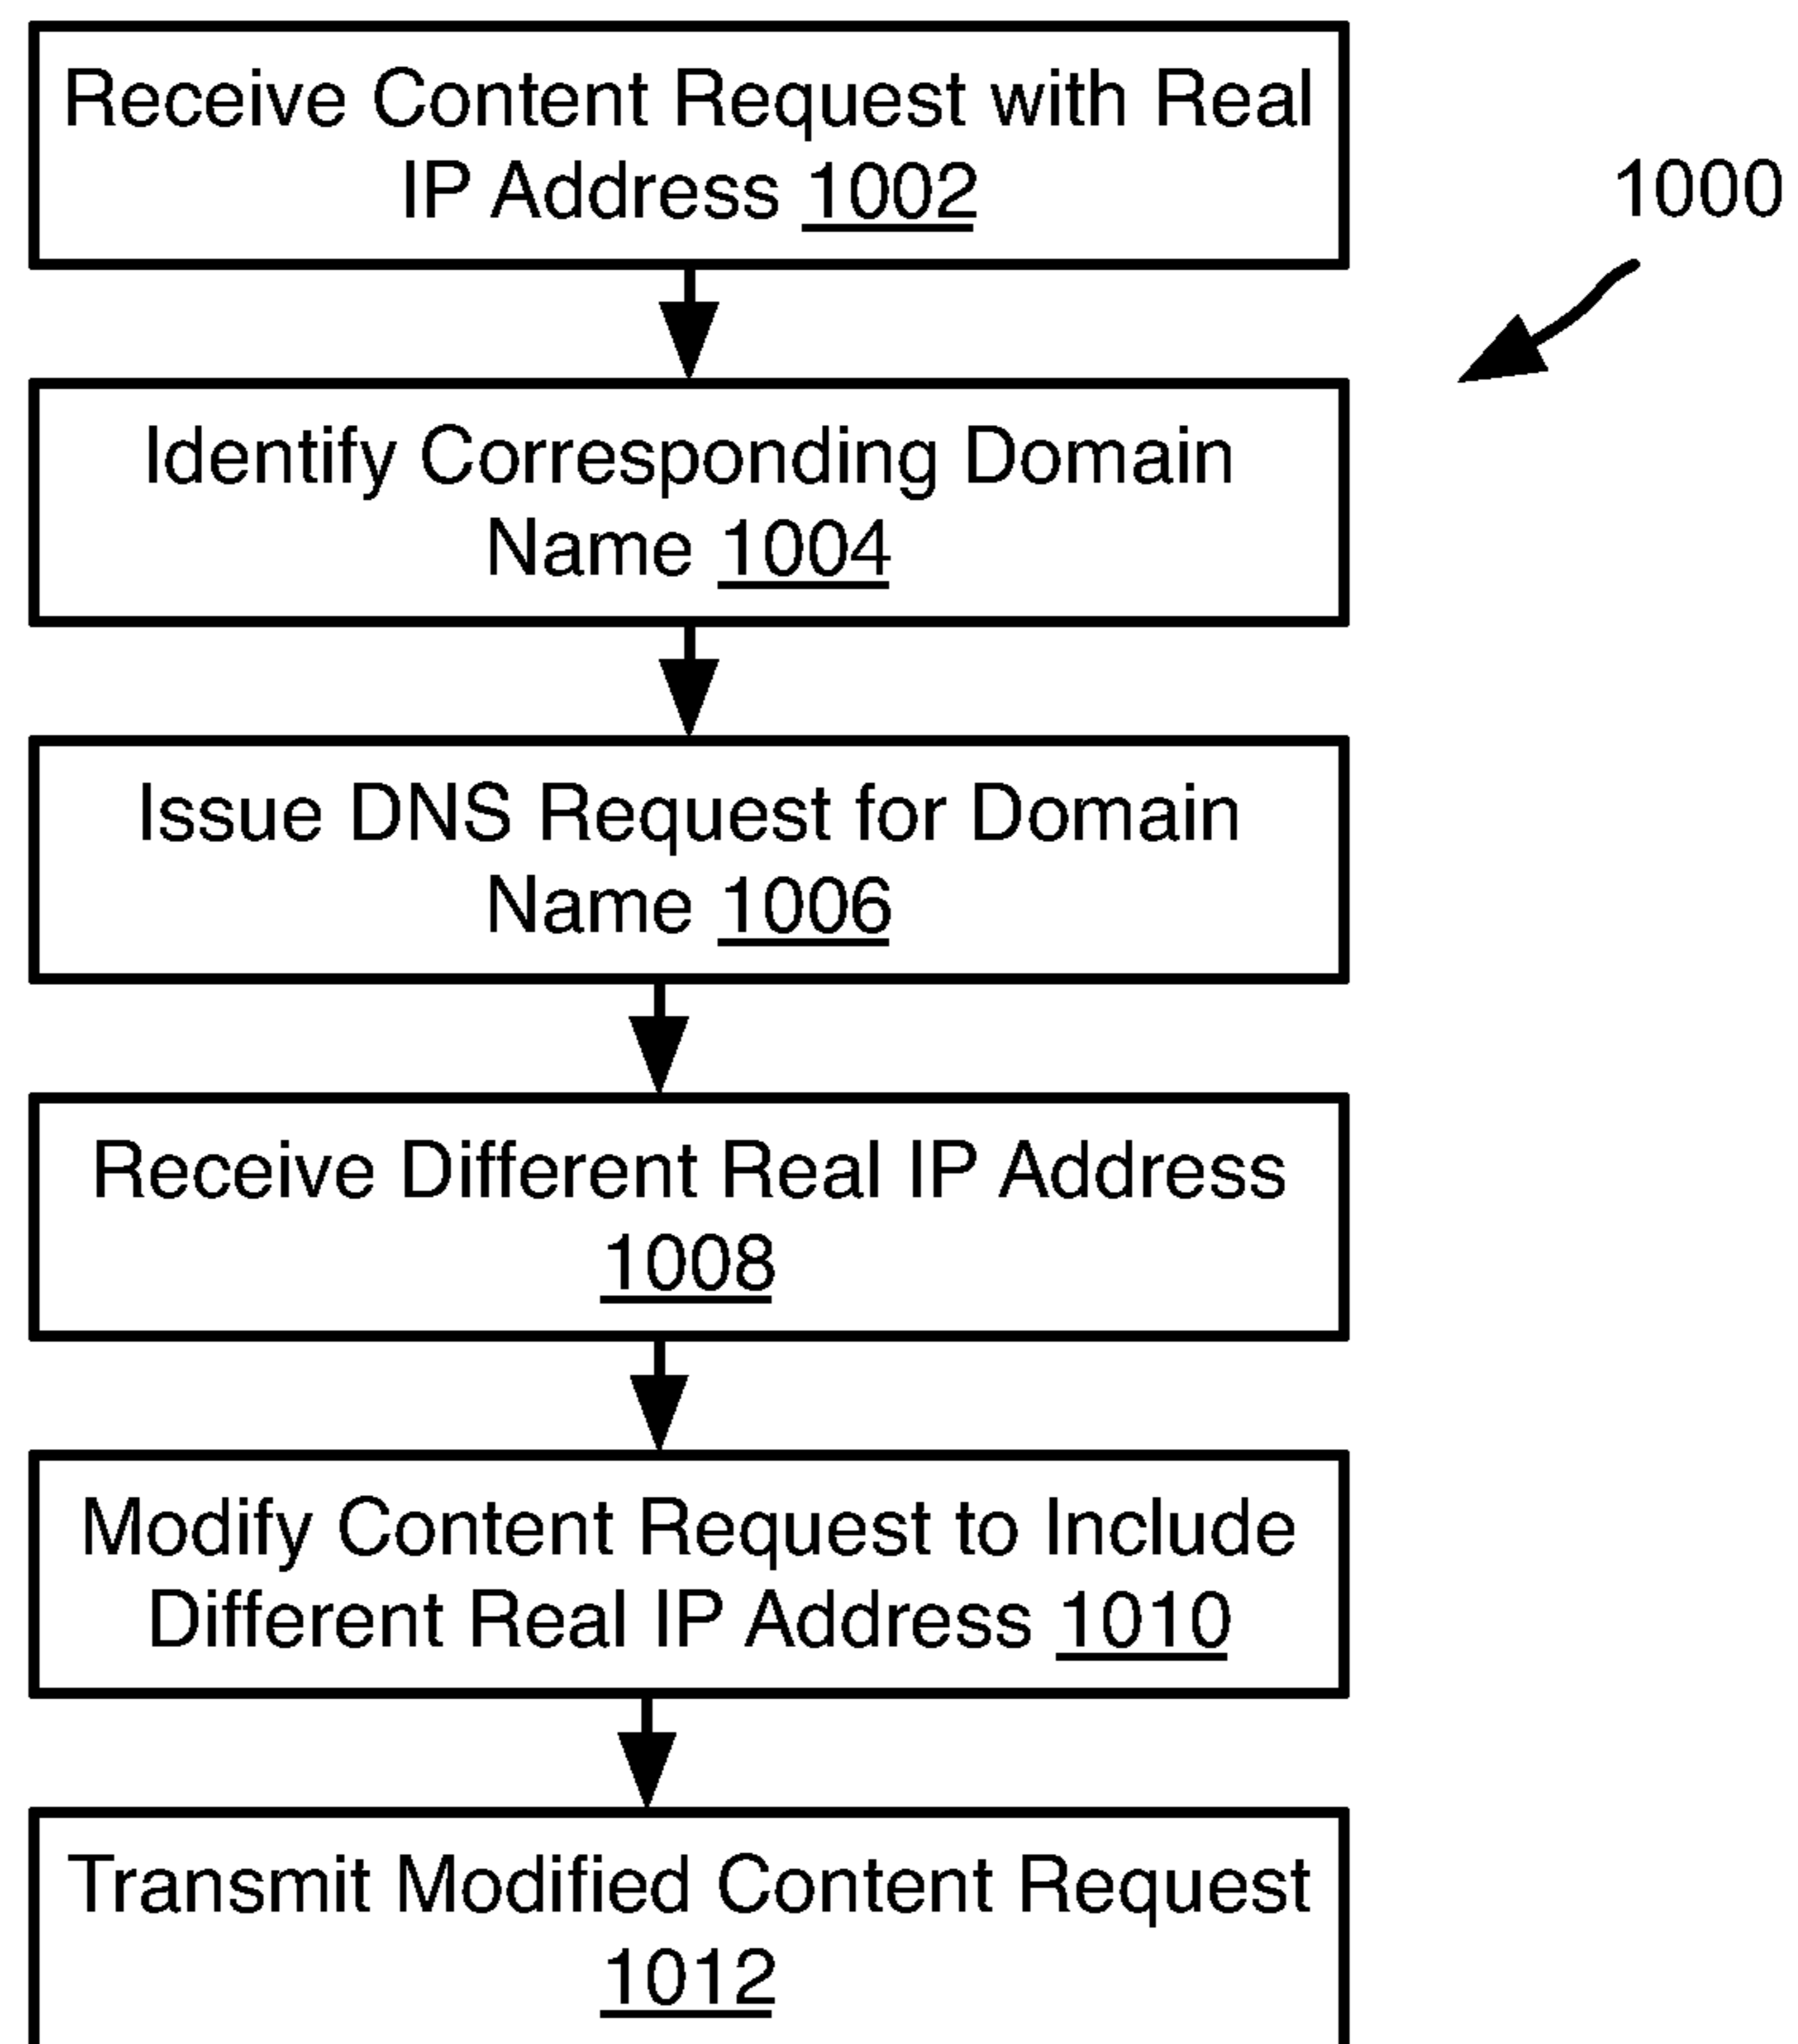 Receive Content Request with Real
IP Address 1002
1000
Identify Corresponding Domain
Name 1004
Issue DNS Request for Domain
Name 1006
Receive Different Real IP Address
1008
Modify Content Request to Include
Different Real IP Address 1010
Transmit Modified Content Request
1012